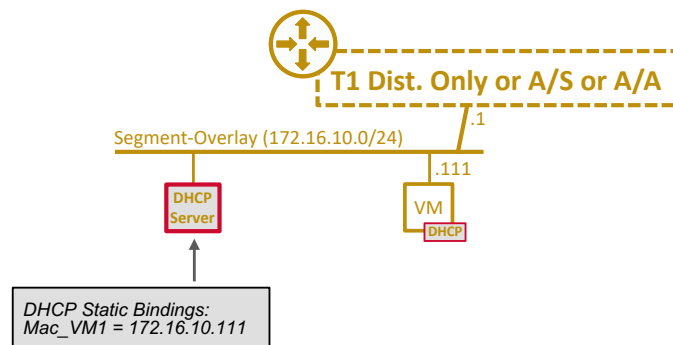 T1 Dist. Only or A/S or A/A
.1
Segment-Overlay (172.16.10.0/24)
.111
DHCP
Server
VM
DHCP
DHCP Static Bindings:
Mac_VM1 = 172.16.10.111